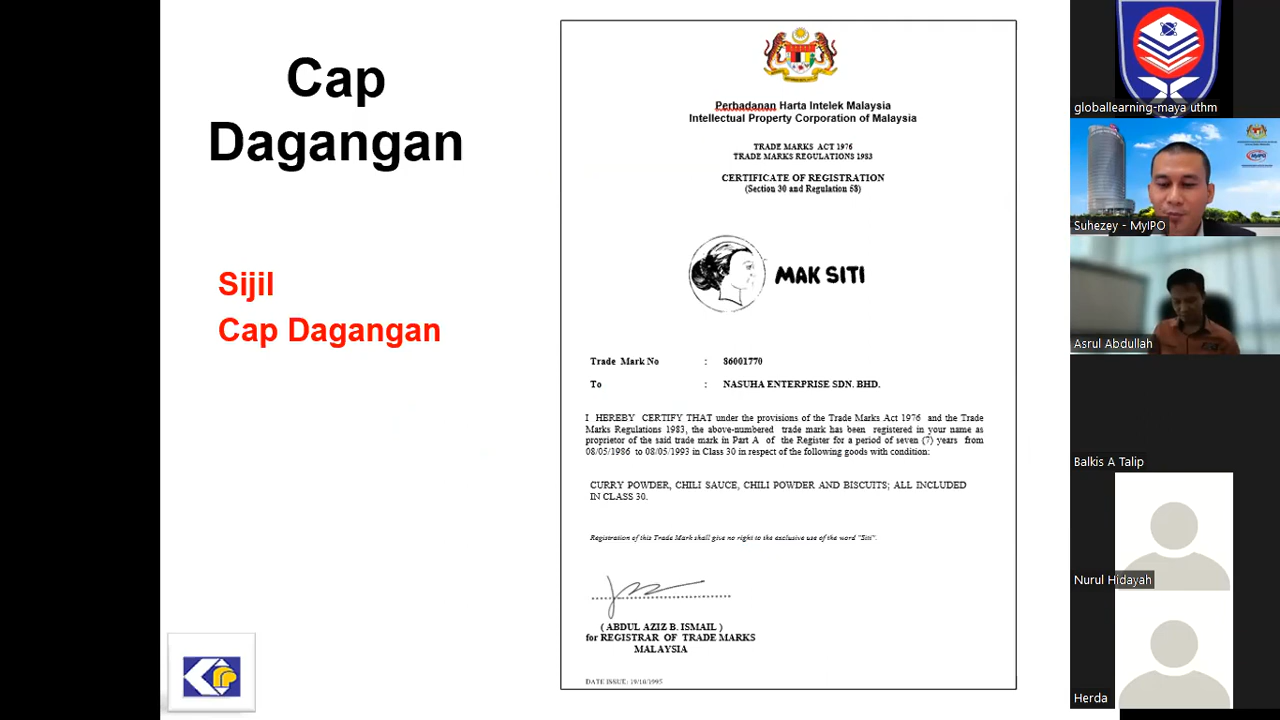 Cap
Dagangan
Sijil
Cap Dagangan
Perbadanan Harta Intelek Malaysia
Intellectual Property Corporation of Malaysia
TRADE MARKS ACT 1976
TRADE MARKS REGULATIONS 1983
CERTIFICATE OF REGISTRATION
(Section 30 and Regulation 58)
MAK SITI
Trade Mark No : 86001770
To : NASUHA ENTERPRISE SDN. BHD.
I HEREBY CERTIFY THAT under the provisions of the Trade Marks Act 1976 and the Trade
Marks Regulations 1983, the above-numbered trade mark has been registered in your name as
proprietor of the said trade mark in Part A of the Register for a period of seven (7) years from
08/05/1986 to 08/05/1993 in Class 30 in respect of the following goods with condition:
CURRY POWDER, CHILI SAUCE, CHILI POWDER AND BISCUITS; ALL INCLUDED
IN CLASS 30.
Registration of this Trade Mark shall give no right to the exclusive use of the word "Siti".
( ABDUL AZIZ B. ISMAIL )
for REGISTRAR OF TRADE MARKS
MALAYSIA
DATE ISSUE: 19/10/1995
globallearning-maya uthm
MyIPO
Suhezey - MyIPO
Asrul Abdullah
Balkis A Talip
Nurul Hidayah
Herda